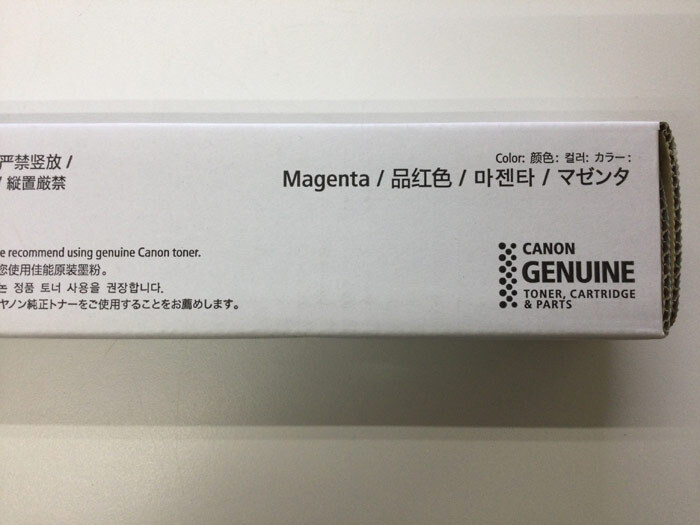 严禁竖放 /
/ 縦置厳禁
Color: 颜色: 컬러: カラー:
Magenta / 品红色 / 마젠타 / マゼンタ
e recommend using genuine Canon toner.
您使用佳能原装墨粉。
논 정품 토너 사용을 권장합니다.
ヤノン純正トナーをご使用することをお薦めします。
CANON
GENUINE
TONER, CARTRIDGE
& PARTS